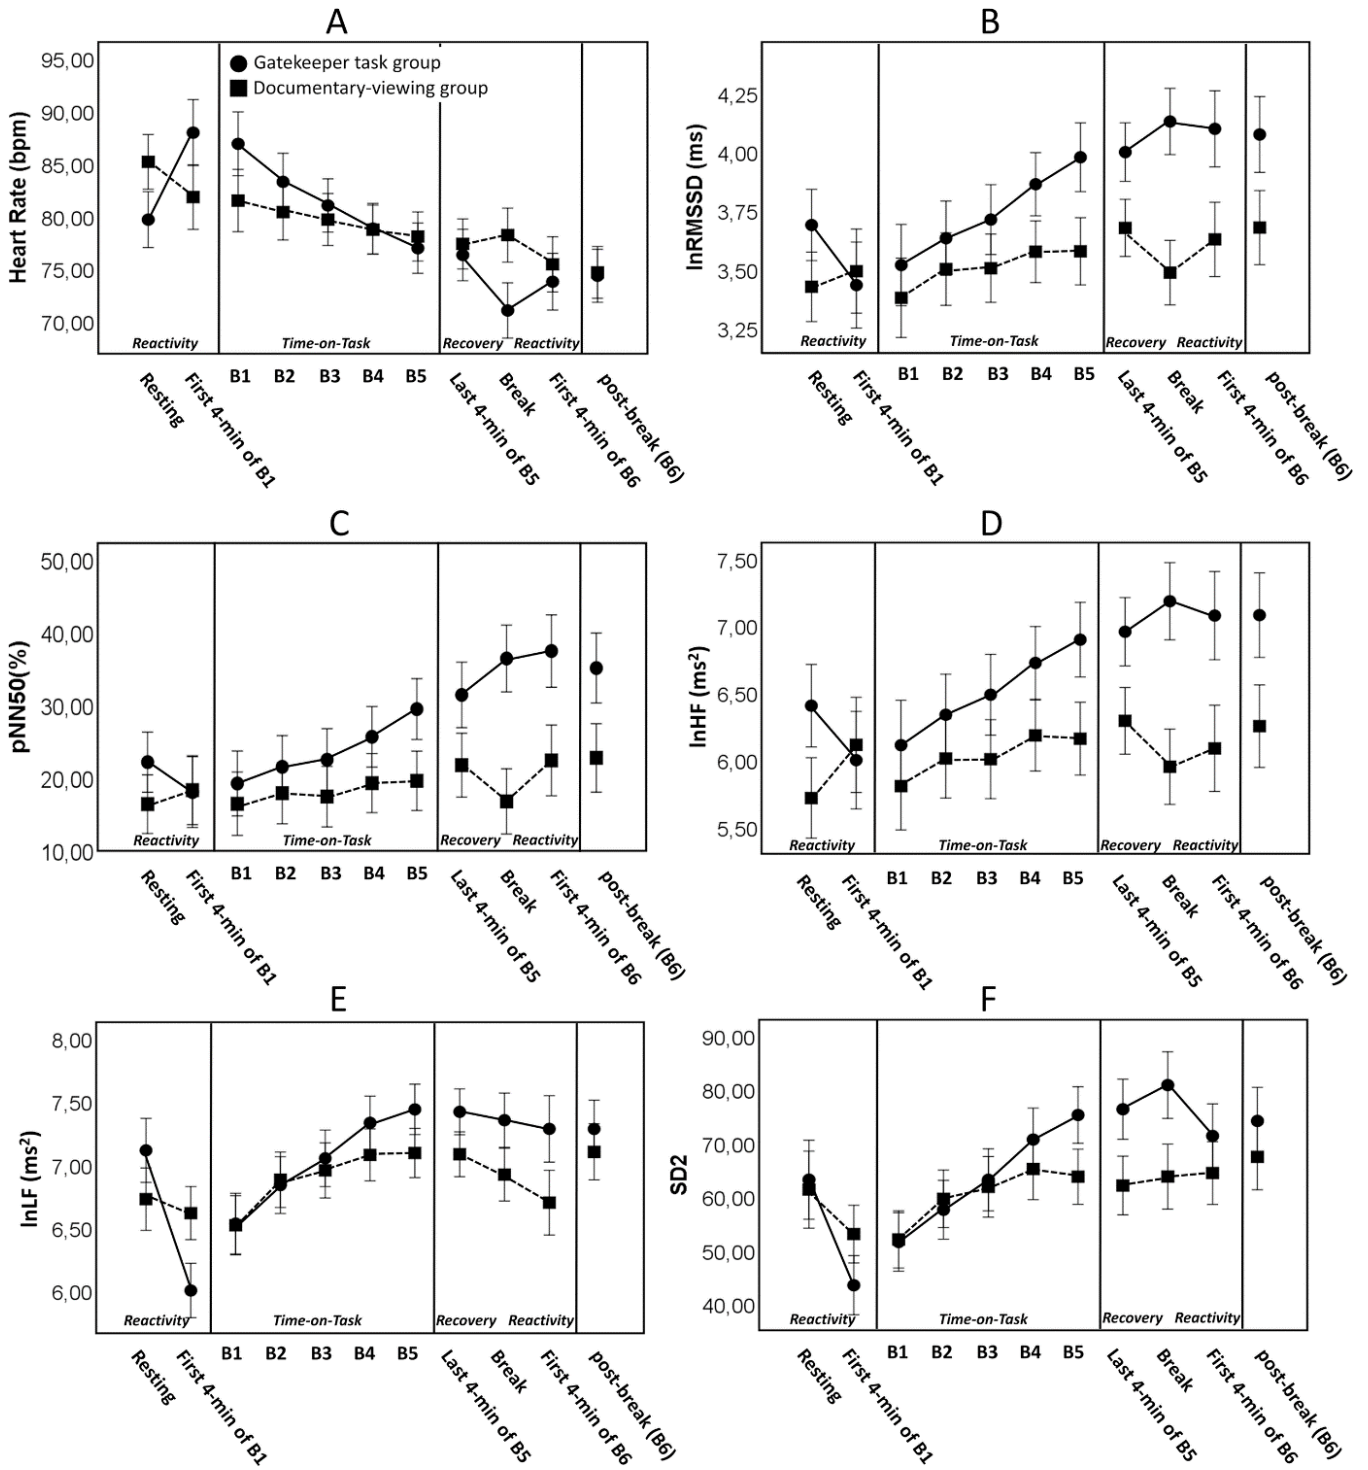 A
Heart Rate (bpm)
95,00
90,00
85,00
80,00
75,00
70,00
Gatekeeper task group
Documentary-viewing group
Reactivity
Time-on-Task
Recovery
Reactivity
Resting
First 4-min of B1
B1
B2
B3
B4
B5
Last 4-min of B5
Break
First 4-min of B6
post-break (B6)
B
lnRMSSD (ms)
4,25
4,00
3,75
3,50
3,25
Reactivity
Time-on-Task
Recovery
Reactivity
Resting
First 4-min of B1
B1
B2
B3
B4
B5
Last 4-min of B5
Break
First 4-min of B6
post-break (B6)
C
pNN50(%)
50,00
40,00
30,00
20,00
10,00
Reactivity
Time-on-Task
Recovery
Reactivity
Resting
First 4-min of B1
B1
B2
B3
B4
B5
Last 4-min of B5
Break
First 4-min of B6
post-break (B6)
D
lnHF (ms²)
7,50
7,00
6,50
6,00
5,50
Reactivity
Time-on-Task
Recovery
Reactivity
Resting
First 4-min of B1
B1
B2
B3
B4
B5
Last 4-min of B5
Break
First 4-min of B6
post-break (B6)
E
lnLF (ms²)
8,00
7,50
7,00
6,50
6,00
Reactivity
Time-on-Task
Recovery
Reactivity
Resting
First 4-min of B1
B1
B2
B3
B4
B5
Last 4-min of B5
Break
First 4-min of B6
post-break (B6)
F
SD2
90,00
80,00
70,00
60,00
50,00
40,00
Reactivity
Time-on-Task
Recovery
Reactivity
Resting
First 4-min of B1
B1
B2
B3
B4
B5
Last 4-min of B5
Break
First 4-min of B6
post-break (B6)